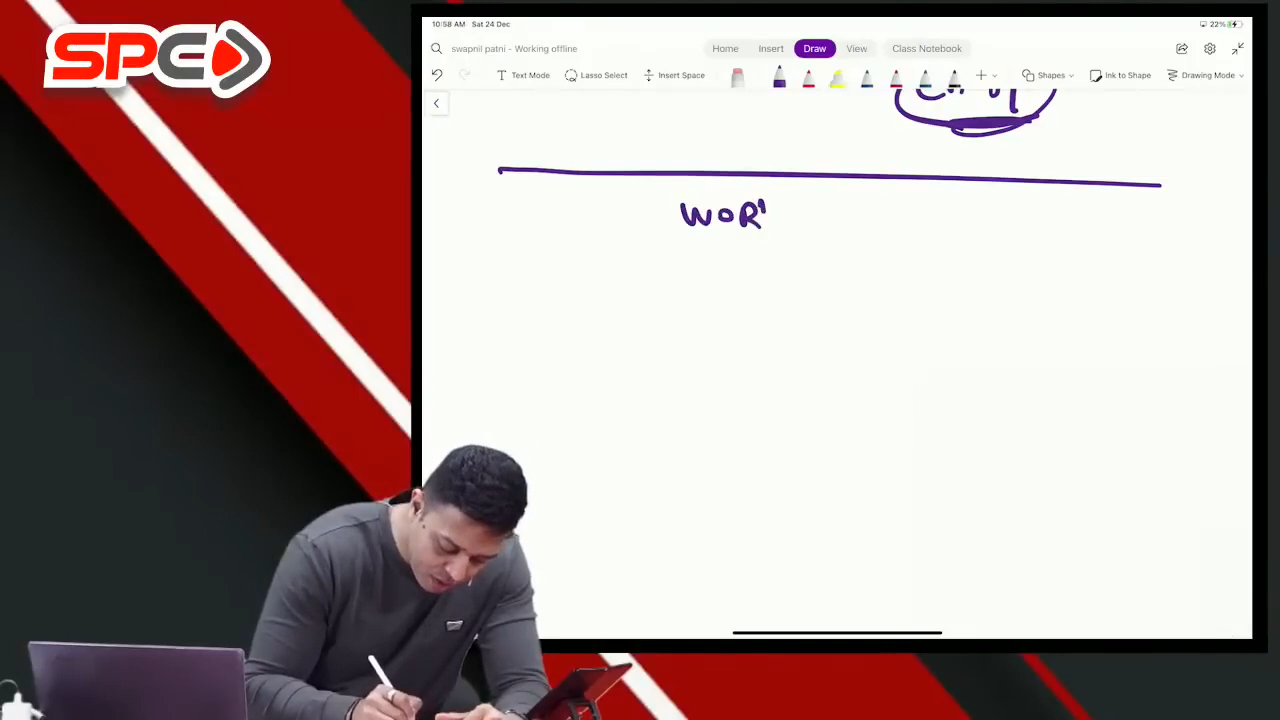 SPC
10:58 AM Sat 24 Dec
22%
swapnil patni - Working offline
Home Insert Draw View Class Notebook
Text Mode Lasso Select Insert Space Shapes Ink to Shape Drawing Mode
WOR